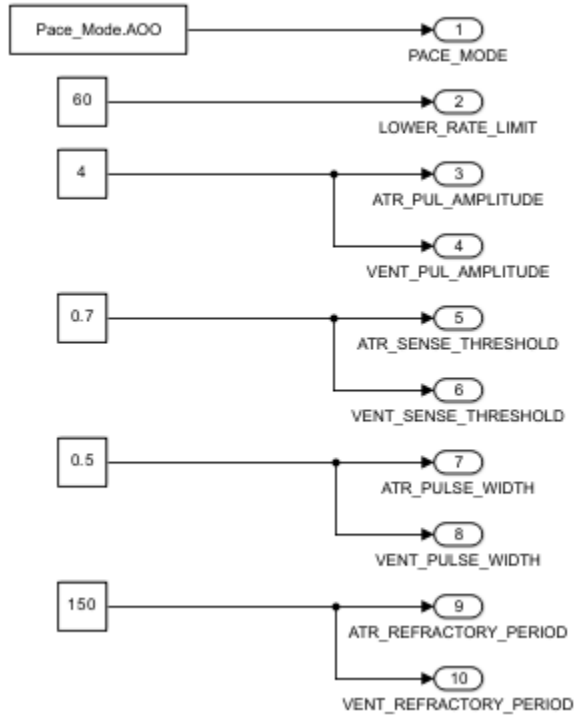 Pace_Mode.AOO
1
PACE_MODE
60
2
LOWER_RATE_LIMIT
4
3
ATR_PUL_AMPLITUDE
4
VENT_PUL_AMPLITUDE
0.7
5
ATR_SENSE_THRESHOLD
6
VENT_SENSE_THRESHOLD
0.5
7
ATR_PULSE_WIDTH
8
VENT_PULSE_WIDTH
150
9
ATR_REFRACTORY_PERIOD
10
VENT_REFRACTORY_PERIOD